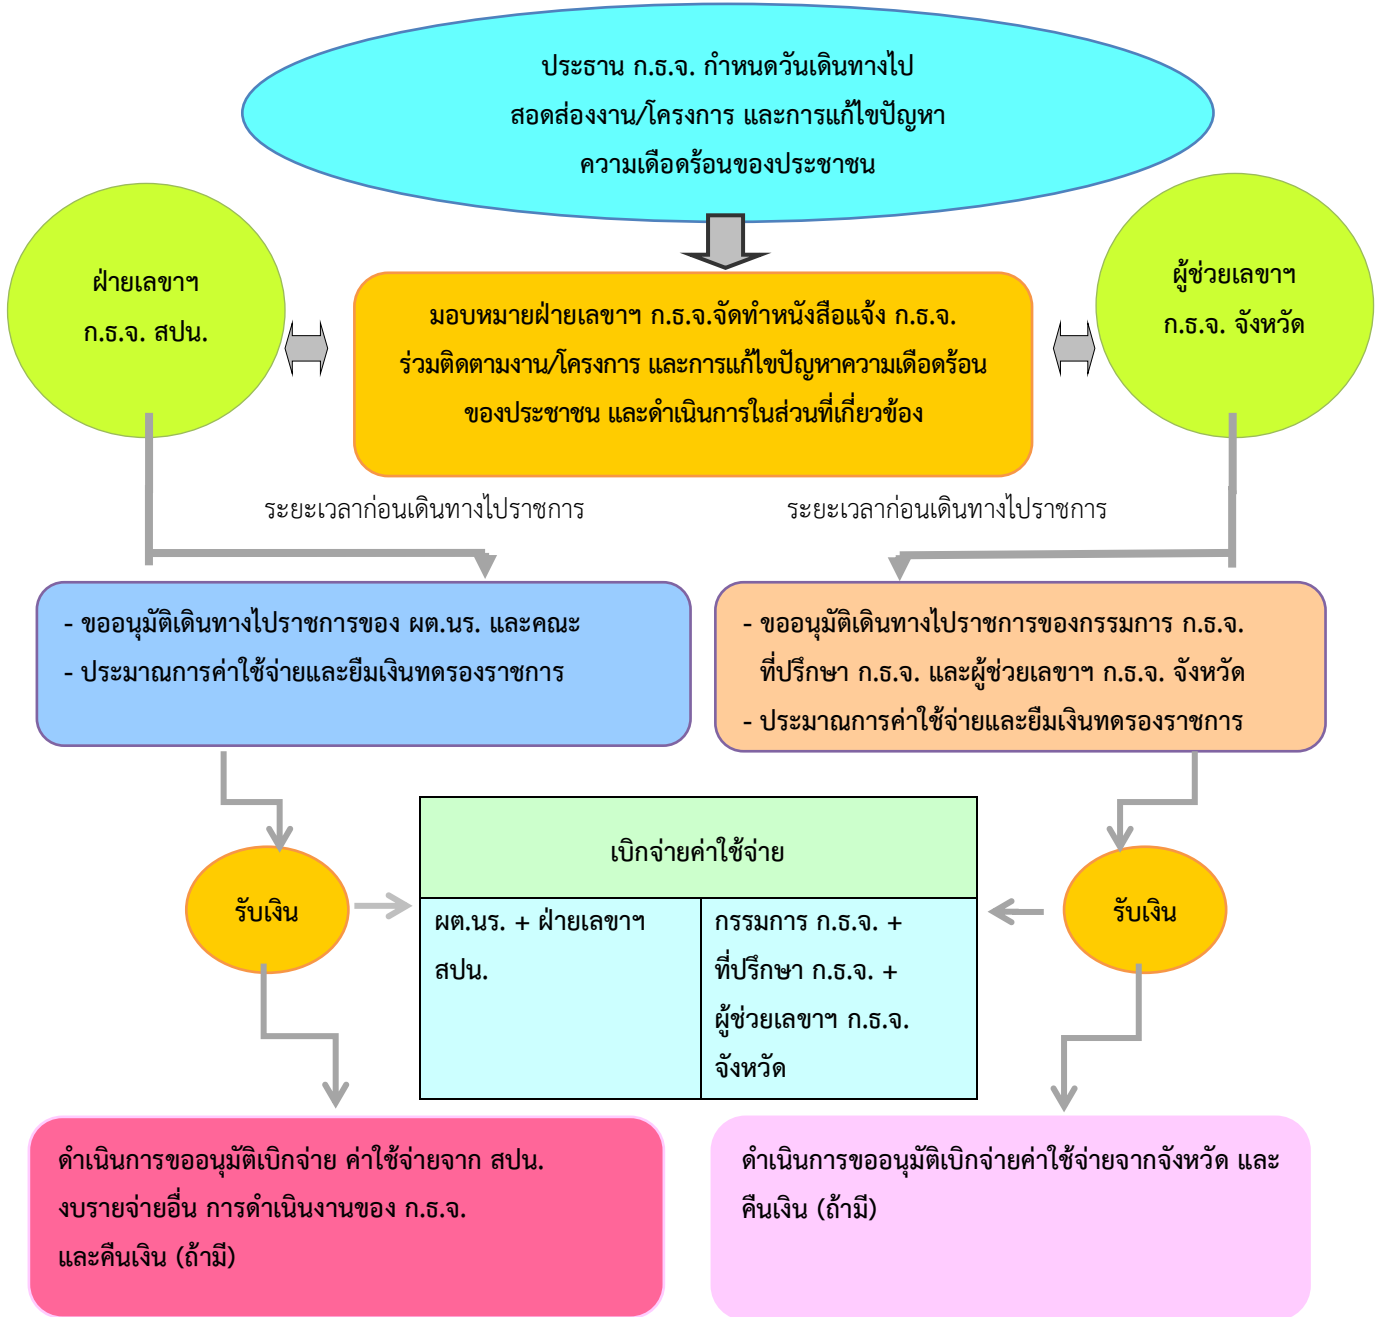 ประธาน ก.ธ.จ. กำหนดวันเดินทางไป
สอดส่องงาน/โครงการ และการแก้ไขปัญหา
ความเดือดร้อนของประชาชน
ฝ่ายเลขาฯ
ก.ธ.จ. สปน.
มอบหมายฝ่ายเลขาฯ ก.ธ.จ.จัดทำหนังสือแจ้ง ก.ธ.จ.
ร่วมติดตามงาน/โครงการ และการแก้ไขปัญหาความเดือดร้อน
ของประชาชน และดำเนินการในส่วนที่เกี่ยวข้อง
ผู้ช่วยเลขาฯ
ก.ธ.จ. จังหวัด
ระยะเวลาก่อนเดินทางไปราชการ
ระยะเวลาก่อนเดินทางไปราชการ
- ขออนุมัติเดินทางไปราชการของ ผต.นร. และคณะ
- ประมาณการค่าใช้จ่ายและยืมเงินทดรองราชการ
- ขออนุมัติเดินทางไปราชการของกรรมการ ก.ธ.จ.
ที่ปรึกษา ก.ธ.จ. และผู้ช่วยเลขาฯ ก.ธ.จ. จังหวัด
- ประมาณการค่าใช้จ่ายและยืมเงินทดรองราชการ
รับเงิน
เบิกจ่ายค่าใช้จ่าย
ผต.นร. + ฝ่ายเลขาฯ
สปน.
กรรมการ ก.ธ.จ. +
ที่ปรึกษา ก.ธ.จ. +
ผู้ช่วยเลขาฯ ก.ธ.จ.
จังหวัด
รับเงิน
ดำเนินการขออนุมัติเบิกจ่าย ค่าใช้จ่ายจาก สปน.
งบรายจ่ายอื่น การดำเนินงานของ ก.ธ.จ.
และคืนเงิน (ถ้ามี)
ดำเนินการขออนุมัติเบิกจ่ายค่าใช้จ่ายจากจังหวัด และ
คืนเงิน (ถ้ามี)